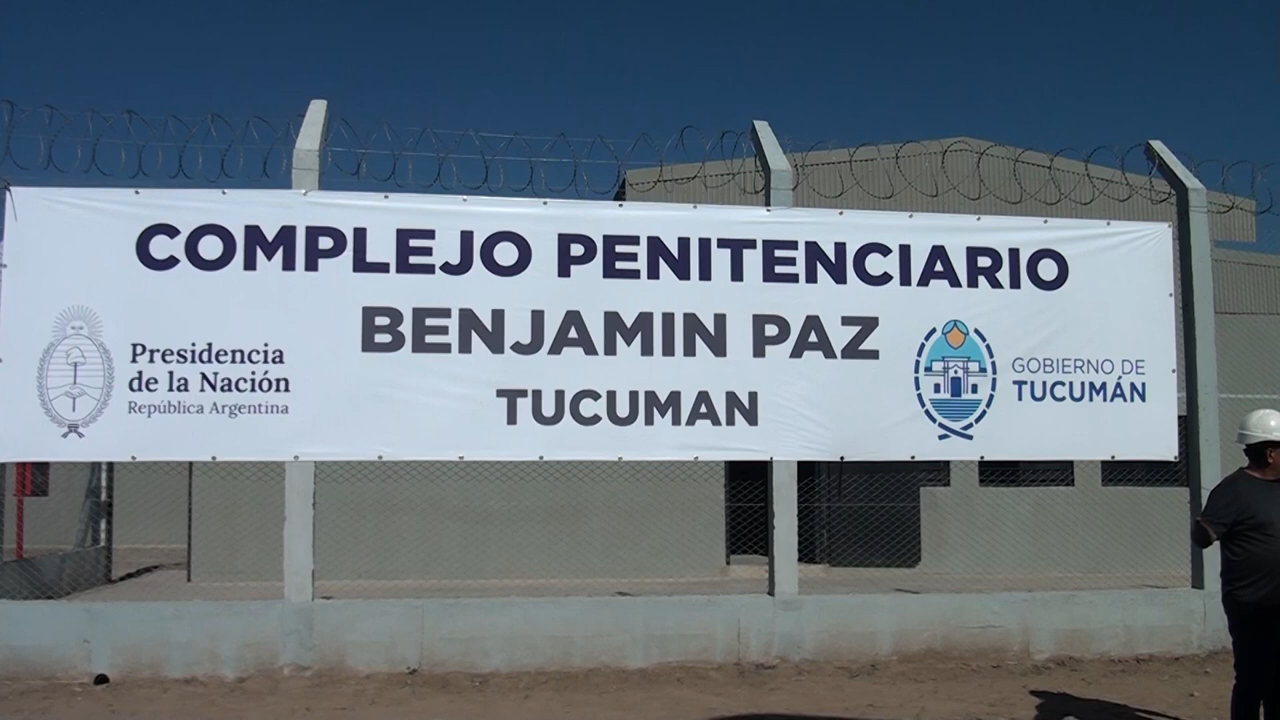 COMPLEJO PENITENCIARIO
BENJAMIN PAZ
TUCUMAN
Presidencia
de la Nación
República Argentina
GOBIERNO DE
TUCUMÁN